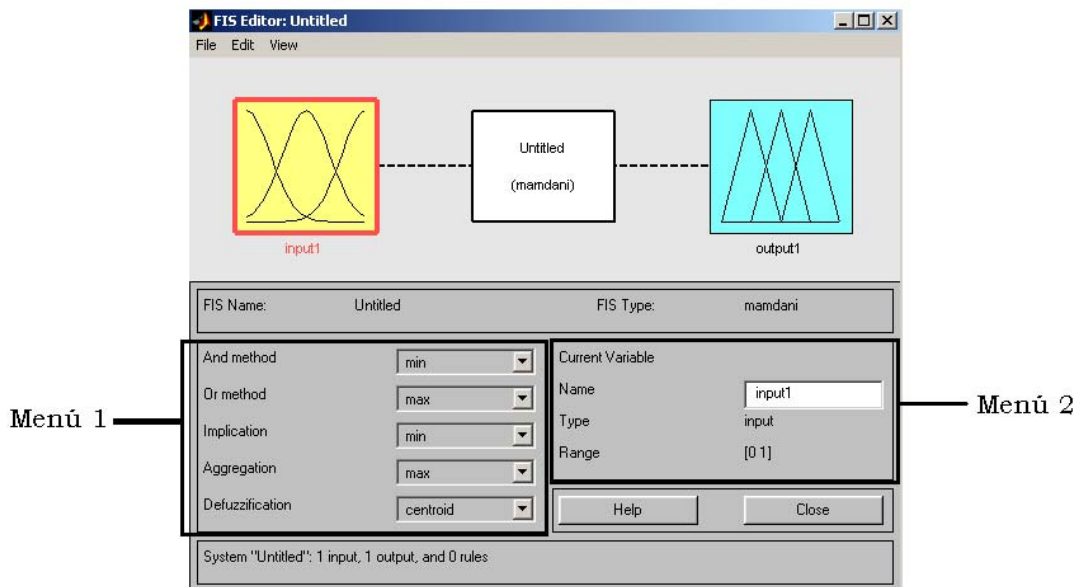 FIS Editor: Untitled
File Edit View
Untitled
(mamdani)
input1
output1
FIS Name: Untitled FIS Type: mamdani
And method min
Or method max
Implication min
Aggregation max
Defuzzification centroid
Current Variable
Name input1
Type input
Range [0 1]
Help Close
System "Untitled": 1 input, 1 output, and 0 rules
Menú 1
Menú 2